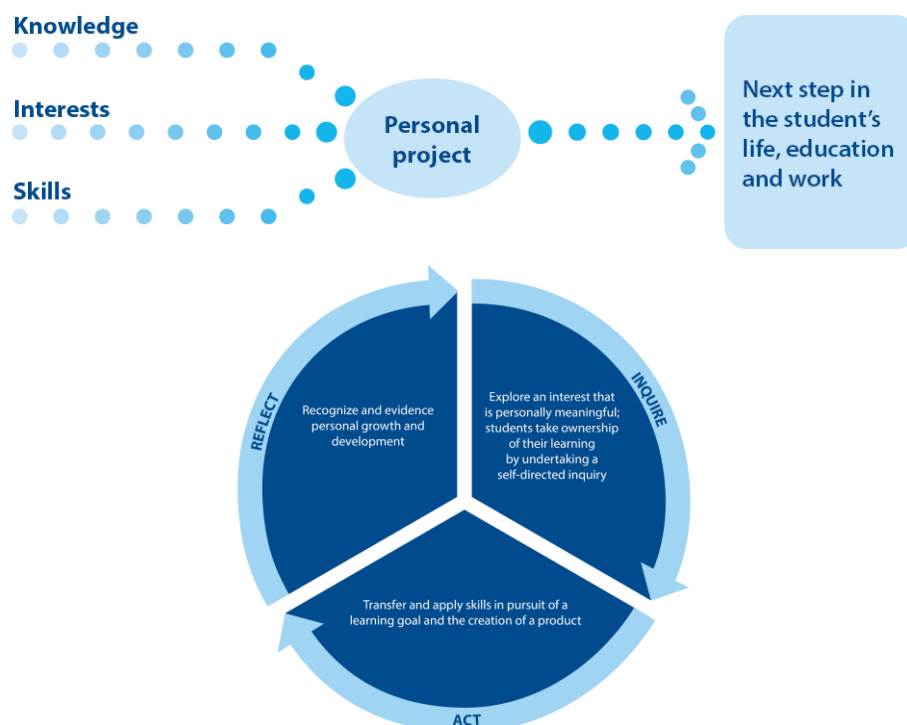 Knowledge
Interests
Skills
Personal
project
Next step in
the student’s
life, education
and work
REFLECT
Recognize and evidence
personal growth and
development
INQUIRE
Explore an interest that
is personally meaningful;
students take ownership
of their learning
by undertaking a
self-directed inquiry
Transfer and apply skills in pursuit of a
learning goal and the creation of a product
ACT